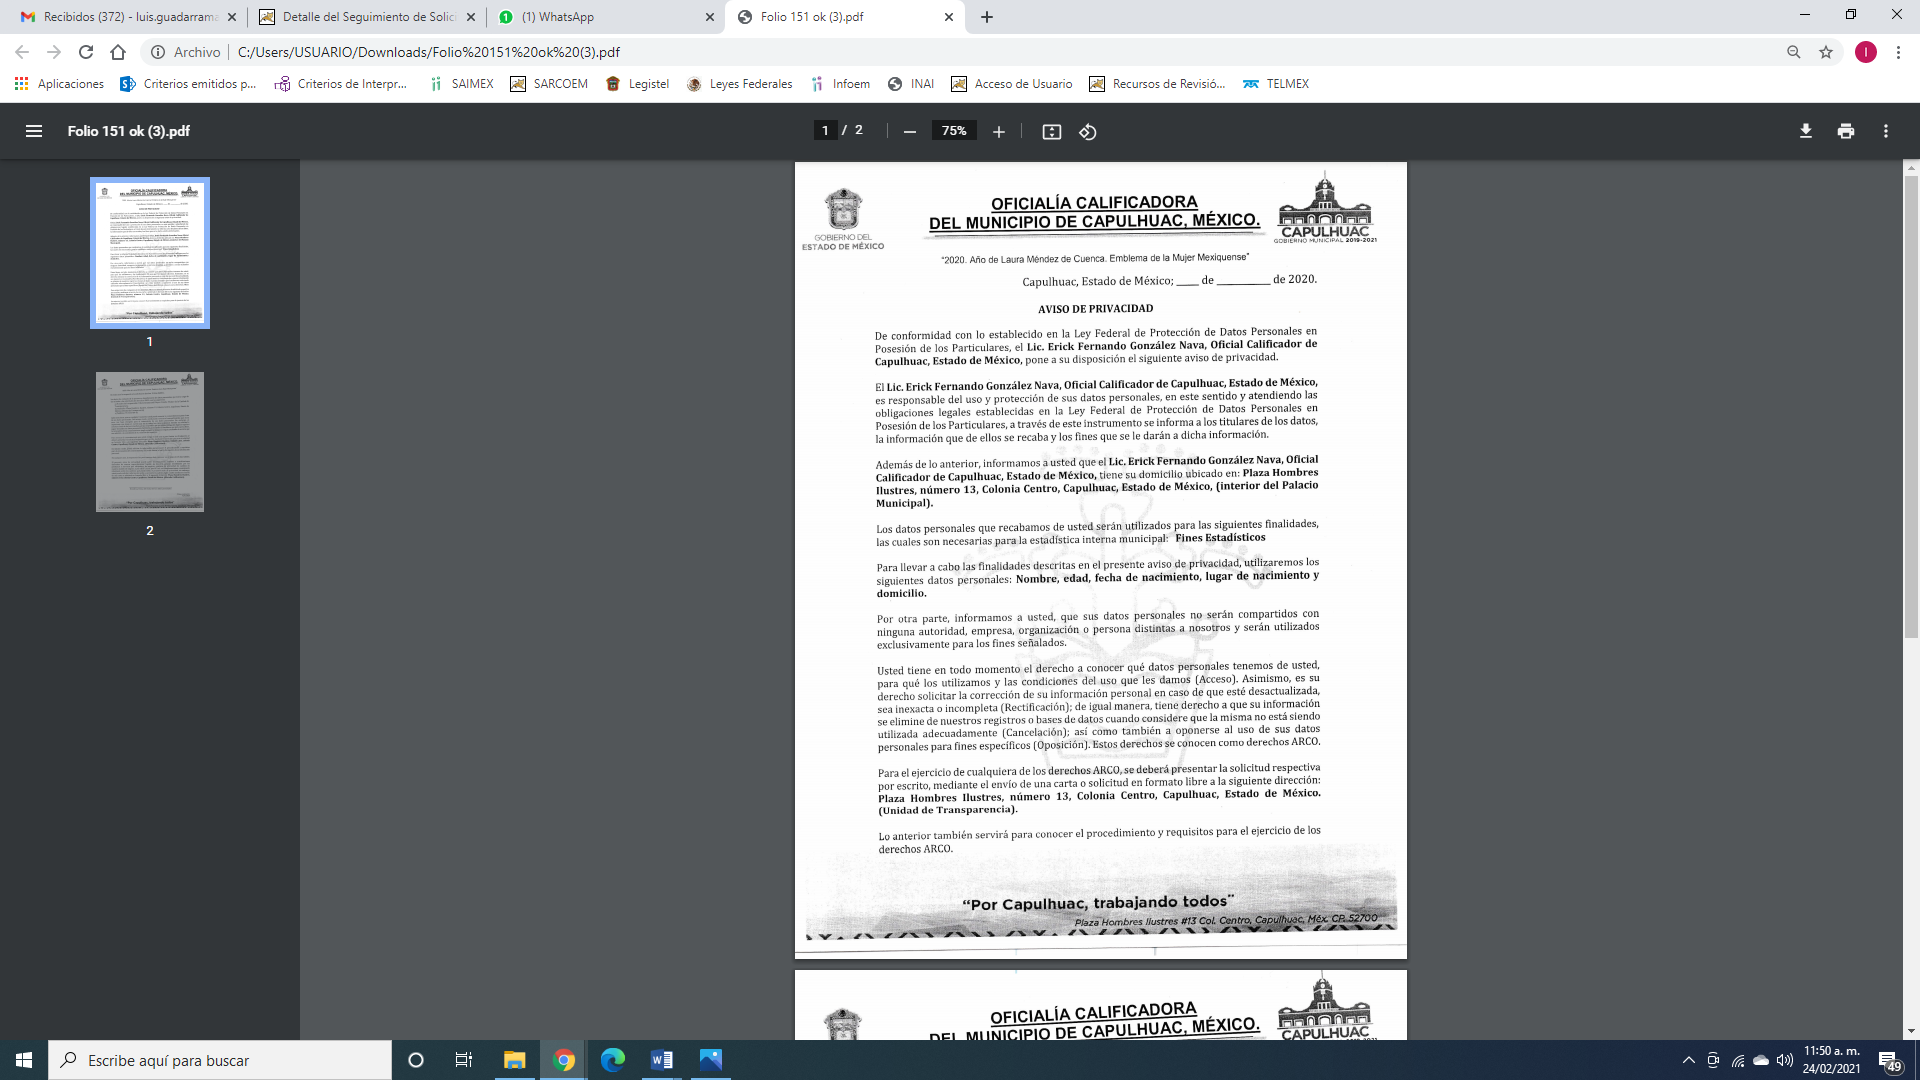 Recibidos (372) - luis.guadarrama
Detalle del Seguimiento de Solici
(1) WhatsApp
Folio 151 ok (3).pdf
Archivo
C:/Users/USUARIO/Downloads/Folio%20151%20ok%20(3).pdf
Aplicaciones
Criterios emitidos p...
Criterios de Interpr...
SAIMEX
SARCOEM
Legistel
Leyes Federales
Infoem
INAI
Acceso de Usuario
Recursos de Revisió...
TELMEX
Folio 151 ok (3).pdf
1 / 2
75%
1
2
GOBIERNO DEL
ESTADO DE MÉXICO
OFICIALÍA CALIFICADORA
DEL MUNICIPIO DE CAPULHUAC, MÉXICO.
CAPULHUAC
GOBIERNO MUNICIPAL 2019-2021
"2020. Año de Laura Méndez de Cuenca. Emblema de la Mujer Mexiquense"
Capulhuac, Estado de México; ____ de _________ de 2020.
AVISO DE PRIVACIDAD
De conformidad con lo establecido en la Ley Federal de Protección de Datos Personales en
Posesión de los Particulares, el Lic. Erick Fernando González Nava, Oficial Calificador de
Capulhuac, Estado de México, pone a su disposición el siguiente aviso de privacidad.
El Lic. Erick Fernando González Nava, Oficial Calificador de Capulhuac, Estado de México,
es responsable del uso y protección de sus datos personales, en este sentido y atendiendo las
obligaciones legales establecidas en la Ley Federal de Protección de Datos Personales en
Posesión de los Particulares, a través de este instrumento se informa a los titulares de los datos,
la información que de ellos se recaba y los fines que se le darán a dicha información.
Además de lo anterior, informamos a usted que el Lic. Erick Fernando González Nava, Oficial
Calificador de Capulhuac, Estado de México, tiene su domicilio ubicado en: Plaza Hombres
Ilustres, número 13, Colonia Centro, Capulhuac, Estado de México, (interior del Palacio
Municipal).
Los datos personales que recabamos de usted serán utilizados para las siguientes finalidades,
las cuales son necesarias para la estadística interna municipal: Fines Estadísticos
Para llevar a cabo las finalidades descritas en el presente aviso de privacidad, utilizaremos los
siguientes datos personales: Nombre, edad, fecha de nacimiento, lugar de nacimiento y
domicilio.
Por otra parte, informamos a usted, que sus datos personales no serán compartidos con
ninguna autoridad, empresa, organización o persona distintas a nosotros y serán utilizados
exclusivamente para los fines señalados.
Usted tiene en todo momento el derecho a conocer qué datos personales tenemos de usted,
para qué los utilizamos y las condiciones del uso que les damos (Acceso). Asimismo, es su
derecho solicitar la corrección de su información personal en caso de que esté desactualizada,
sea inexacta o incompleta (Rectificación); de igual manera, tiene derecho a que su información
se elimine de nuestros registros o bases de datos cuando considere que la misma no está siendo
utilizada adecuadamente (Cancelación); así como también a oponerse al uso de sus datos
personales para fines específicos (Oposición). Estos derechos se conocen como derechos ARCO.
Para el ejercicio de cualquiera de los derechos ARCO, se deberá presentar la solicitud respectiva
por escrito, mediante el envío de una carta o solicitud en formato libre a la siguiente dirección:
Plaza Hombres Ilustres, número 13, Colonia Centro, Capulhuac, Estado de México.
(Unidad de Transparencia).
Lo anterior también servirá para conocer el procedimiento y requisitos para el ejercicio de los
derechos ARCO.
"Por Capulhuac, trabajando todos"
Plaza Hombres Ilustres #13 Col. Centro, Capulhuac, Méx. CP. 52700
OFICIALÍA CALIFICADORA
DEL MUNICIPIO DE CAPULHUAC, MÉXICO.
CAPULHUAC
Escribe aquí para buscar
11:50 a. m.
24/02/2021
49